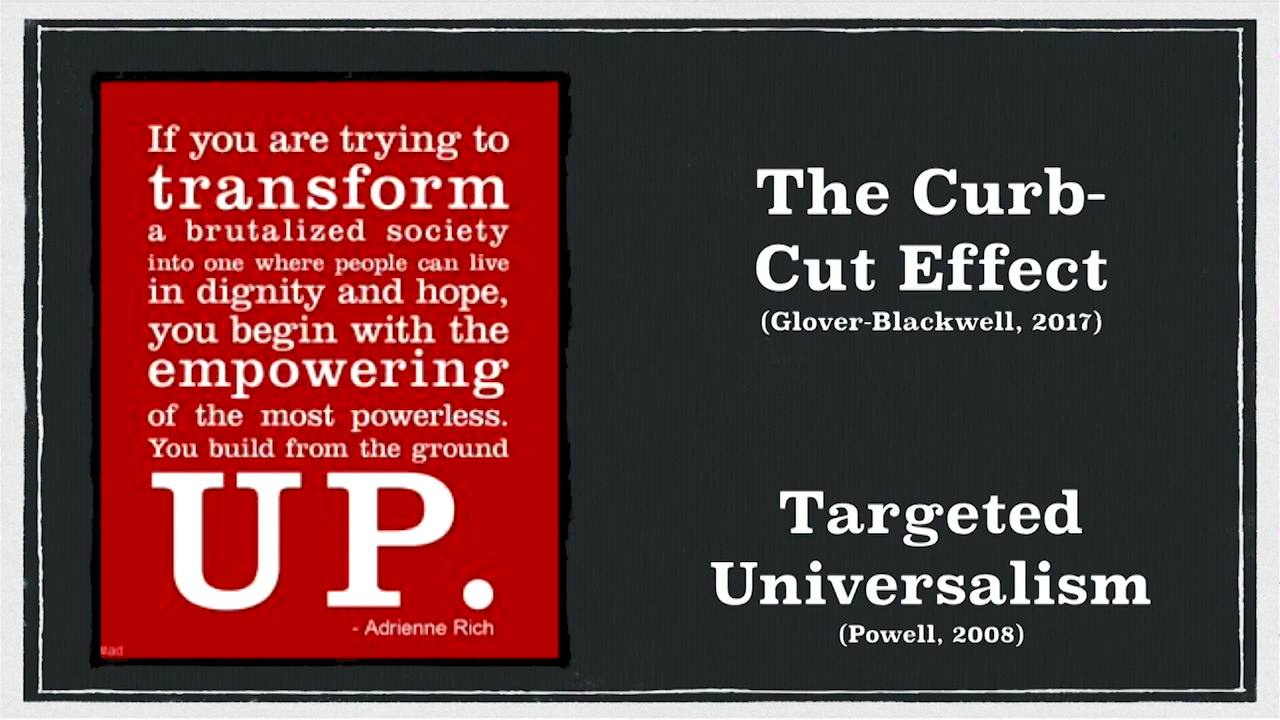 If you are trying to
transform
a brutalized society
into one where people can live
in dignity and hope,
you begin with the
empowering
of the most powerless.
You build from the ground
UP.
- Adrienne Rich
#ad
The Curb-
Cut Effect
(Glover-Blackwell, 2017)
Targeted
Universalism
(Powell, 2008)